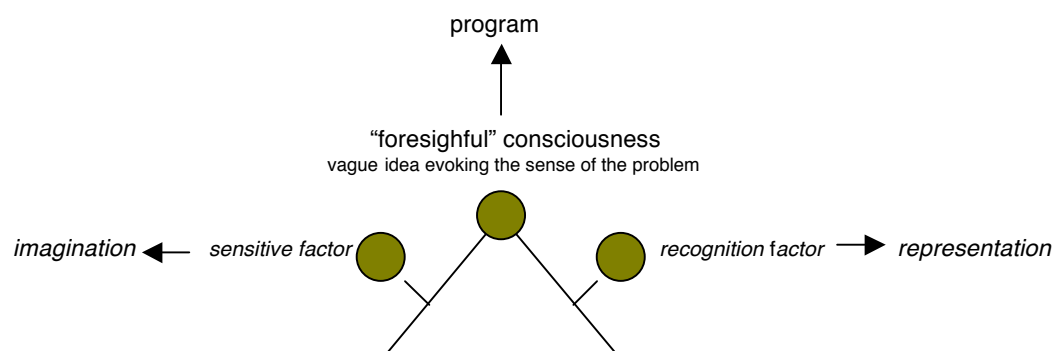 program
“foresighful” consciousness
vague idea evoking the sense of the problem
imagination sensitive factor recognition factor representation